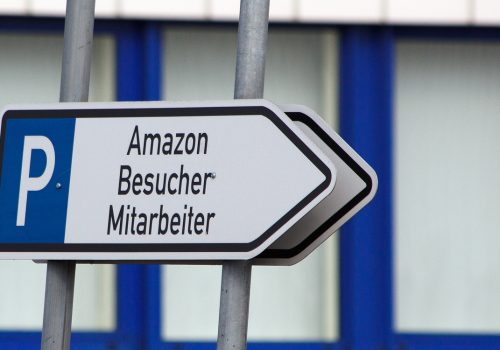 P
Amazon
Besucher
Mitarbeiter